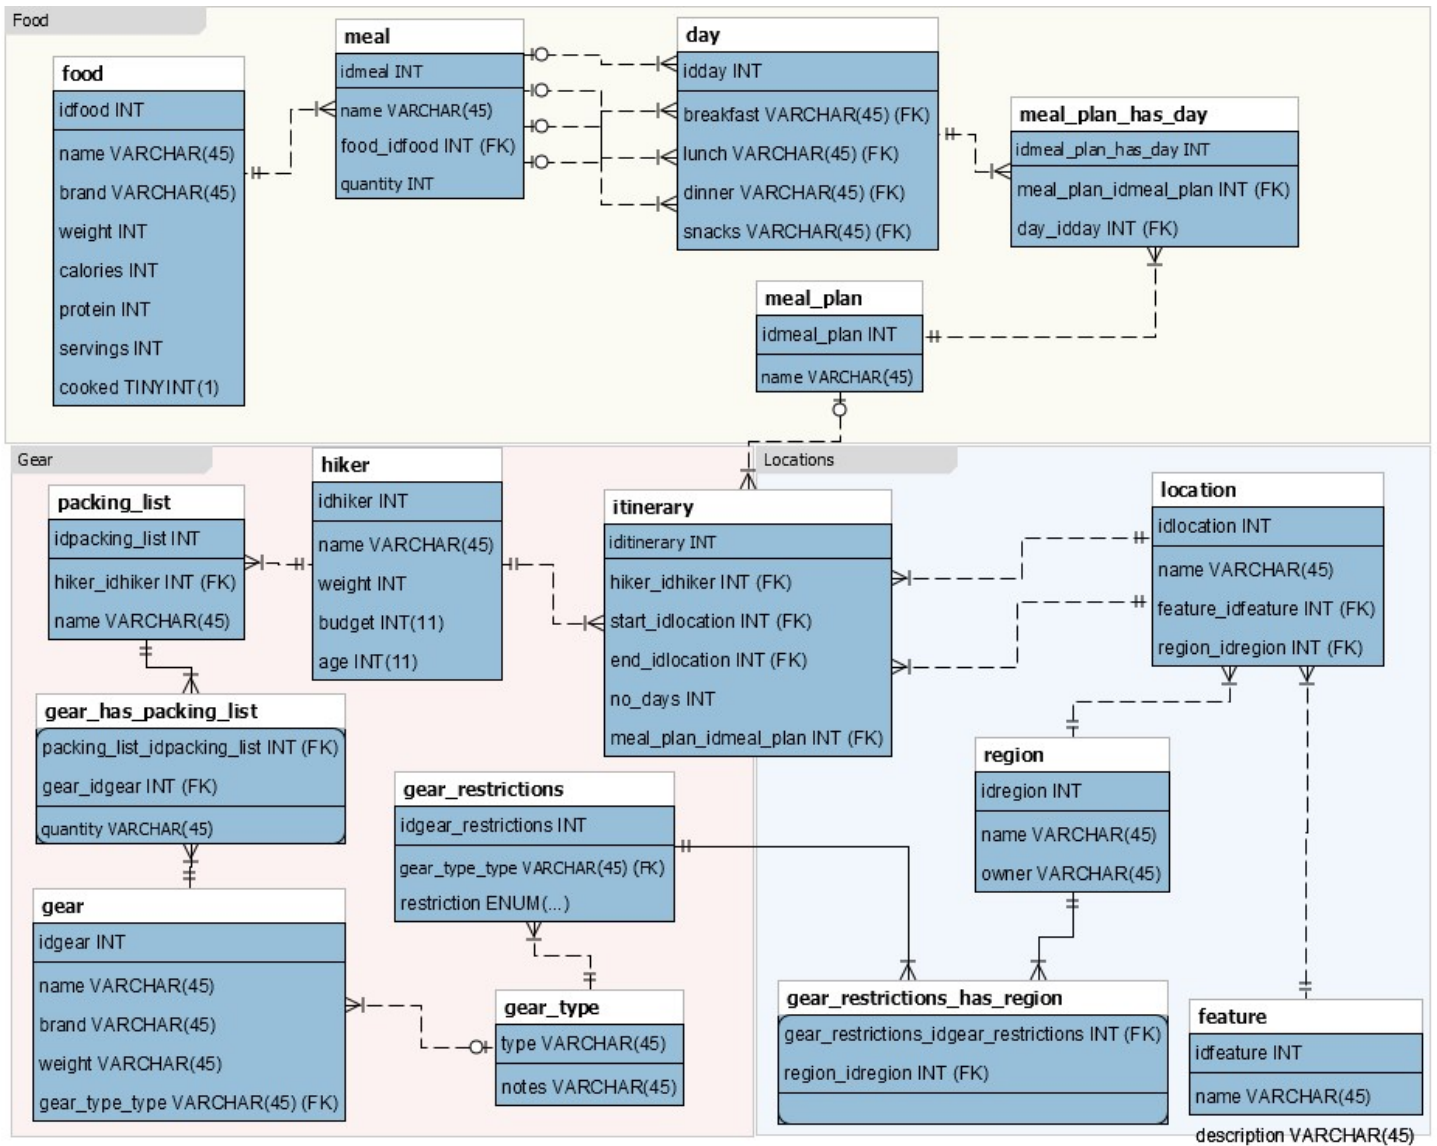 Food
food
idfood INT
name VARCHAR(45)
brand VARCHAR(45)
weight INT
calories INT
protein INT
servings INT
cooked TINYINT(1)
meal
idmeal INT
name VARCHAR(45)
food_idfood INT (FK)
quantity INT
day
idday INT
breakfast VARCHAR(45) (FK)
lunch VARCHAR(45) (FK)
dinner VARCHAR(45) (FK)
snacks VARCHAR(45) (FK)
meal_plan_has_day
idmeal_plan_has_day INT
meal_plan_idmeal_plan INT (FK)
day_idday INT (FK)
meal_plan
idmeal_plan INT
name VARCHAR(45)
Gear
packing_list
idpacking_list INT
hiker_idhiker INT (FK)
name VARCHAR(45)
hiker
idhiker INT
name VARCHAR(45)
weight INT
budget INT(11)
age INT(11)
itinerary
iditinerary INT
hiker_idhiker INT (FK)
start_idlocation INT (FK)
end_idlocation INT (FK)
no_days INT
meal_plan_idmeal_plan INT (FK)
gear_has_packing_list
packing_list_idpacking_list INT (FK)
gear_idgear INT (FK)
quantity VARCHAR(45)
gear_restrictions
idgear_restrictions INT
gear_type_type VARCHAR(45) (FK)
restriction ENUM(...)
gear
idgear INT
name VARCHAR(45)
brand VARCHAR(45)
weight VARCHAR(45)
gear_type_type VARCHAR(45) (FK)
gear_type
type VARCHAR(45)
notes VARCHAR(45)
Locations
location
idlocation INT
name VARCHAR(45)
feature_idfeature INT (FK)
region_idregion INT (FK)
region
idregion INT
name VARCHAR(45)
owner VARCHAR(45)
gear_restrictions_has_region
gear_restrictions_idgear_restrictions INT (FK)
region_idregion INT (FK)
feature
idfeature INT
name VARCHAR(45)
description VARCHAR(45)